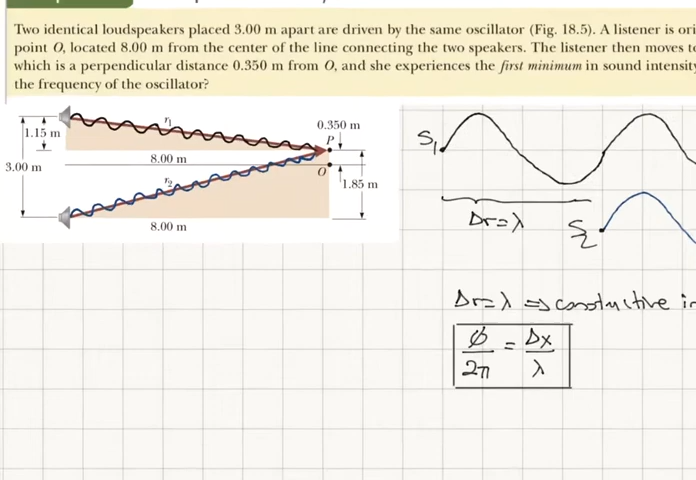 Two identical loudspeakers placed 3.00 m apart are driven by the same oscillator (Fig. 18.5). A listener is ori
point O, located 8.00 m from the center of the line connecting the two speakers. The listener then moves to
which is a perpendicular distance 0.350 m from O, and she experiences the first minimum in sound intensity
the frequency of the oscillator?
1.15 m
3.00 m
r₁
8.00 m
r₂
8.00 m
0.350 m
P
O
1.85 m
S₁
Δr=λ
S₂
Δr=λ ⇒ constructive in
φ/2π = Δx/λ